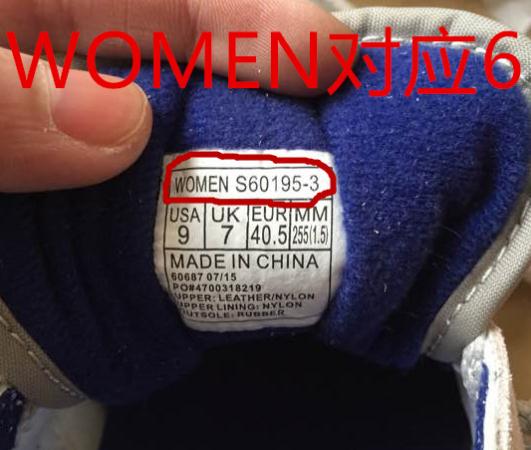 WOMEN对应6
WOMEN S60195-3
USA UK EUR MM
9 7 40.5 255(1.5)
MADE IN CHINA
60687 07/15
PO#4700318219
UPPER: LEATHER/NYLON
UPPER LINING: NYLON
OUTSOLE: RUBBER